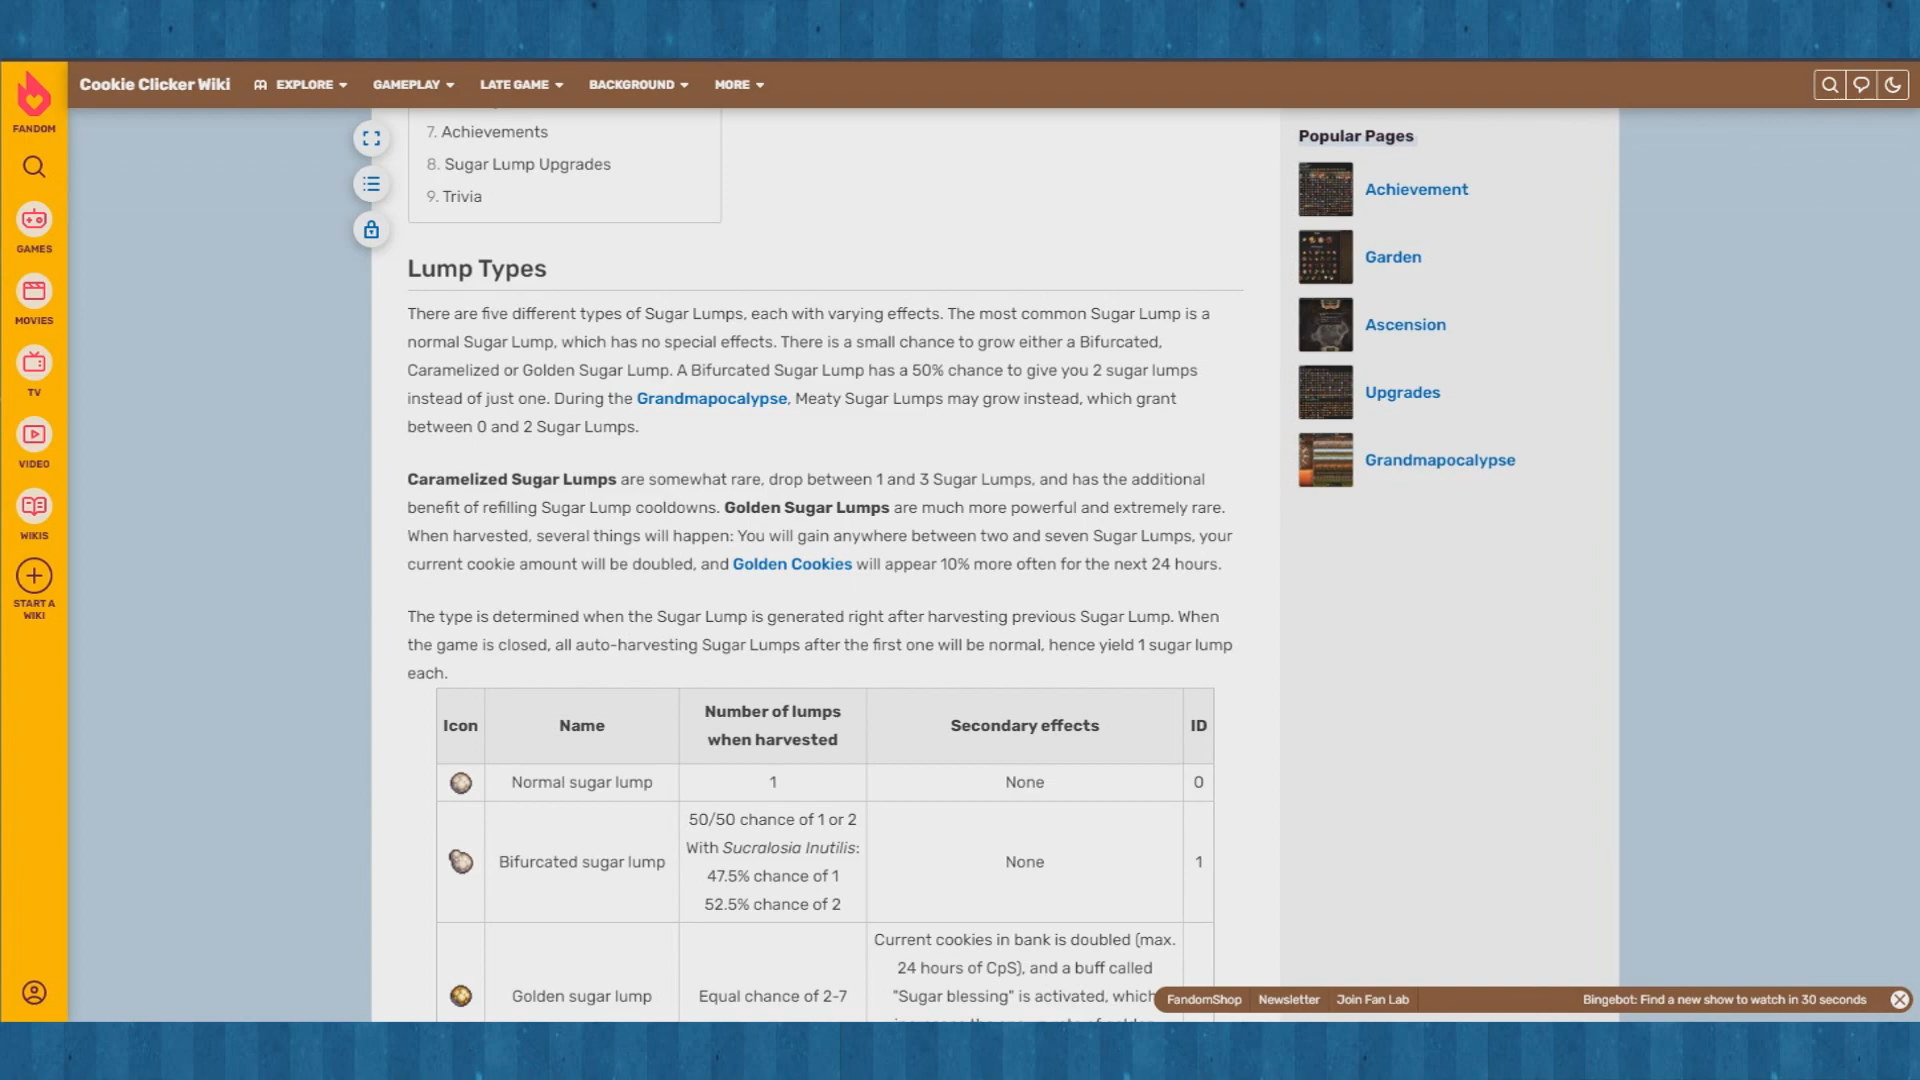 Cookie Clicker Wiki
EXPLORE
GAMEPLAY
LATE GAME
BACKGROUND
MORE
FANDOM
GAMES
MOVIES
TV
VIDEO
WIKIS
START A
WIKI
7. Achievements
8. Sugar Lump Upgrades
9. Trivia
Lump Types
There are five different types of Sugar Lumps, each with varying effects. The most common Sugar Lump is a
normal Sugar Lump, which has no special effects. There is a small chance to grow either a Bifurcated,
Caramelized or Golden Sugar Lump. A Bifurcated Sugar Lump has a 50% chance to give you 2 sugar lumps
instead of just one. During the Grandmapocalypse, Meaty Sugar Lumps may grow instead, which grant
between 0 and 2 Sugar Lumps.
Caramelized Sugar Lumps are somewhat rare, drop between 1 and 3 Sugar Lumps, and has the additional
benefit of refilling Sugar Lump cooldowns. Golden Sugar Lumps are much more powerful and extremely rare.
When harvested, several things will happen: You will gain anywhere between two and seven Sugar Lumps, your
current cookie amount will be doubled, and Golden Cookies will appear 10% more often for the next 24 hours.
The type is determined when the Sugar Lump is generated right after harvesting previous Sugar Lump. When
the game is closed, all auto-harvesting Sugar Lumps after the first one will be normal, hence yield 1 sugar lump
each.
Icon
Name
Number of lumps
when harvested
Secondary effects
ID
Normal sugar lump
1
None
0
Bifurcated sugar lump
50/50 chance of 1 or 2
With Sucralosia Inutilis:
47.5% chance of 1
52.5% chance of 2
None
1
Golden sugar lump
Equal chance of 2-7
Current cookies in bank is doubled (max.
24 hours of CpS), and a buff called
"Sugar blessing" is activated, which
Popular Pages
Achievement
Garden
Ascension
Upgrades
Grandmapocalypse
FandomShop
Newsletter
Join Fan Lab
Bingebot: Find a new show to watch in 30 seconds